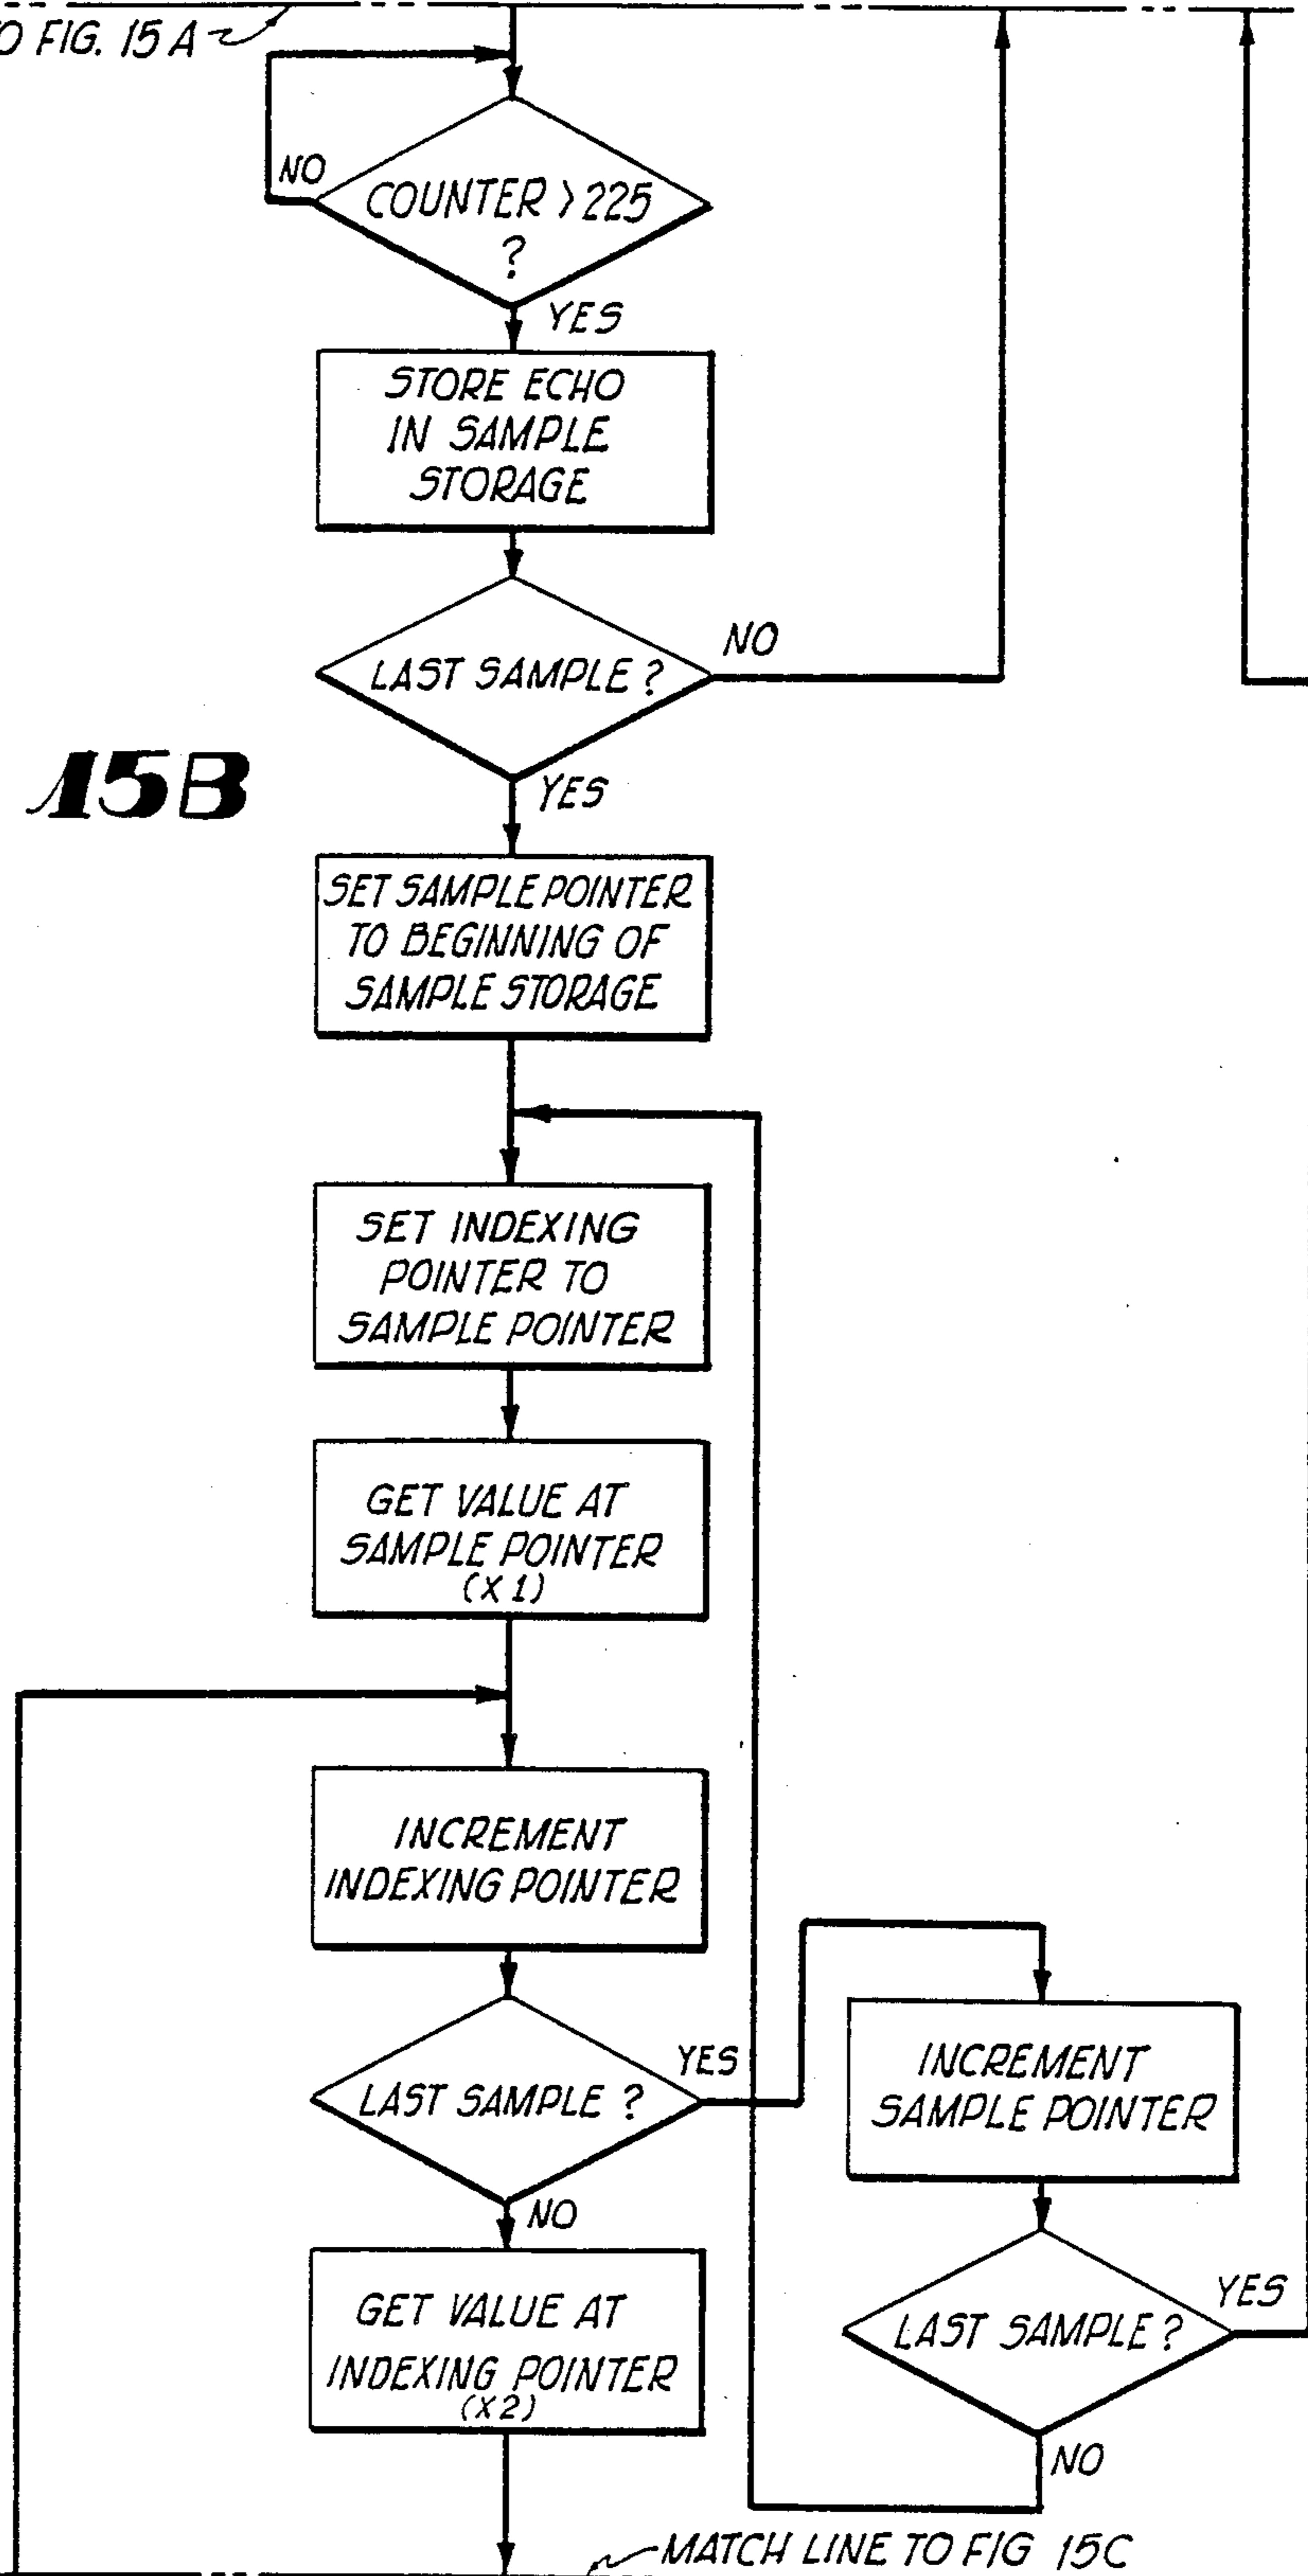 O FIG. 15A
NO
COUNTER > 225
?
YES
STORE ECHO
IN SAMPLE
STORAGE
NO
LAST SAMPLE ?
15B
YES
SET SAMPLE POINTER
TO BEGINNING OF
SAMPLE STORAGE
SET INDEXING
POINTER TO
SAMPLE POINTER
GET VALUE AT
SAMPLE POINTER
(X1)
INCREMENT
INDEXING POINTER
YES
LAST SAMPLE ?
INCREMENT
SAMPLE POINTER
NO
GET VALUE AT
INDEXING POINTER
(X2)
YES
LAST SAMPLE ?
NO
MATCH LINE TO FIG 15C